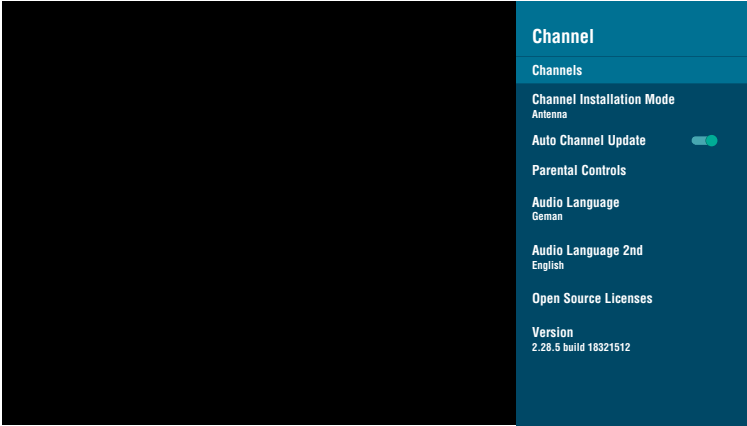 Channel
Channels
Channel Installation Mode
Antenna
Auto Channel Update
Parental Controls
Audio Language
Geman
Audio Language 2nd
English
Open Source Licenses
Version
2.28.5 build 18321512